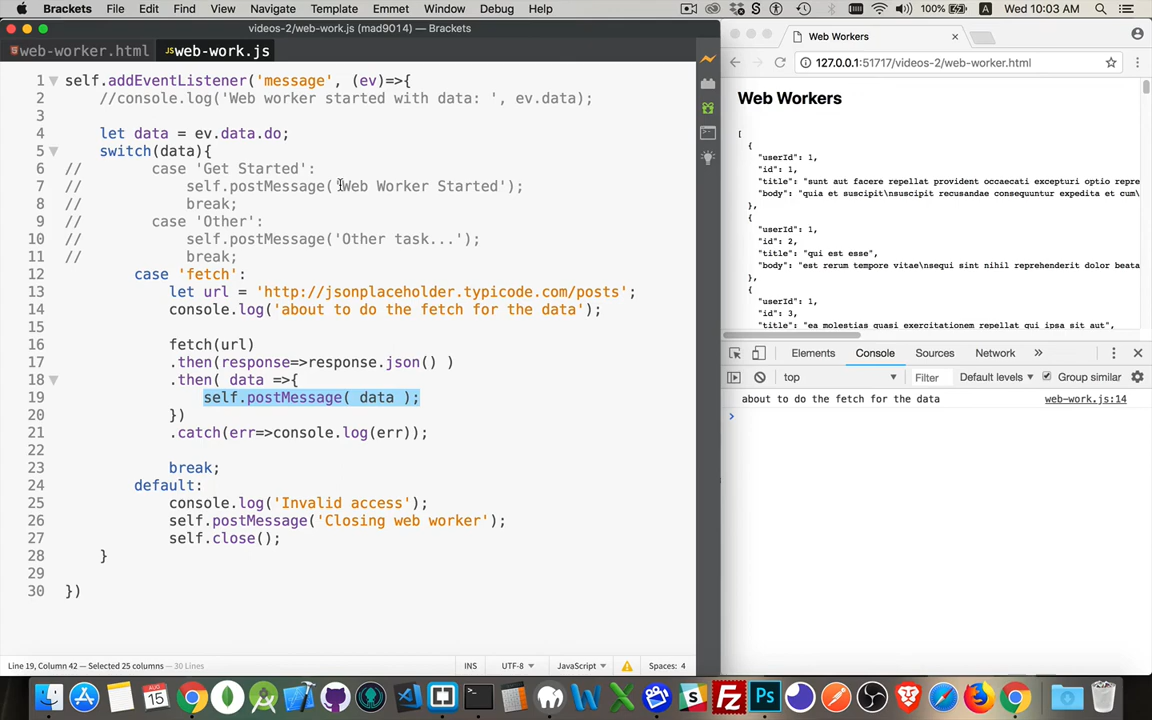 Brackets File Edit Find View Navigate Template Emmet Window Debug Help 100% A Wed 10:03 AM
videos-2/web-work.js (mad9014) — Brackets
web-worker.html
JS web-work.js
1 self.addEventListener('message', (ev)=>{
2 //console.log('Web worker started with data: ', ev.data);
3
4 let data = ev.data.do;
5 switch(data){
6 // case 'Get Started':
7 // self.postMessage('Web Worker Started');
8 // break;
9 // case 'Other':
10 // self.postMessage('Other task...');
11 // break;
12 case 'fetch':
13 let url = 'http://jsonplaceholder.typicode.com/posts';
14 console.log('about to do the fetch for the data');
15
16 fetch(url)
17 .then(response=>response.json() )
18 .then( data =>{
19 self.postMessage( data );
20 })
21 .catch(err=>console.log(err));
22
23 break;
24 default:
25 console.log('Invalid access');
26 self.postMessage('Closing web worker');
27 self.close();
28 }
29
30 })
Line 19, Column 42 — Selected 25 columns — 30 Lines
INS UTF-8 JavaScript Spaces: 4
Web Workers
127.0.0.1:51717/videos-2/web-worker.html
Web Workers
[
{
"userId": 1,
"id": 1,
"title": "sunt aut facere repellat provident occaecati excepturi optio repre
"body": "quia et suscipit\nsuscipit recusandae consequuntur expedita et cum\
},
{
"userId": 1,
"id": 2,
"title": "qui est esse",
"body": "est rerum tempore vitae\nsequi sint nihil reprehenderit dolor beata
},
{
"userId": 1,
"id": 3,
"title": "ea molestias quasi exercitationem repellat qui ipsa sit aut",
Elements Console Sources Network »
top Filter Default levels Group similar
about to do the fetch for the data web-work.js:14
AUG
15